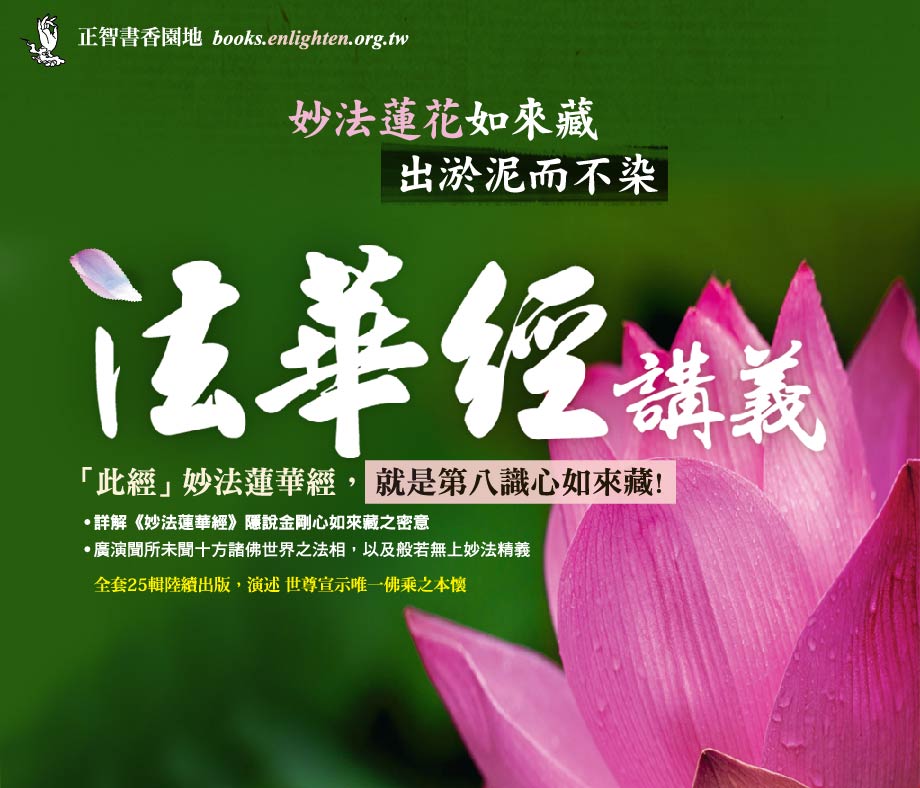 正智書香園地 books.enlighten.org.tw
妙法蓮花如來藏
出淤泥而不染
法華經講義
「此經」妙法蓮華經，就是第八識心如來藏!
•詳解《妙法蓮華經》隱說金剛心如來藏之密意
•廣演聞所未聞十方諸佛世界之法相，以及般若無上妙法精義
全套25輯陸續出版，演述 世尊宣示唯一佛乘之本懷